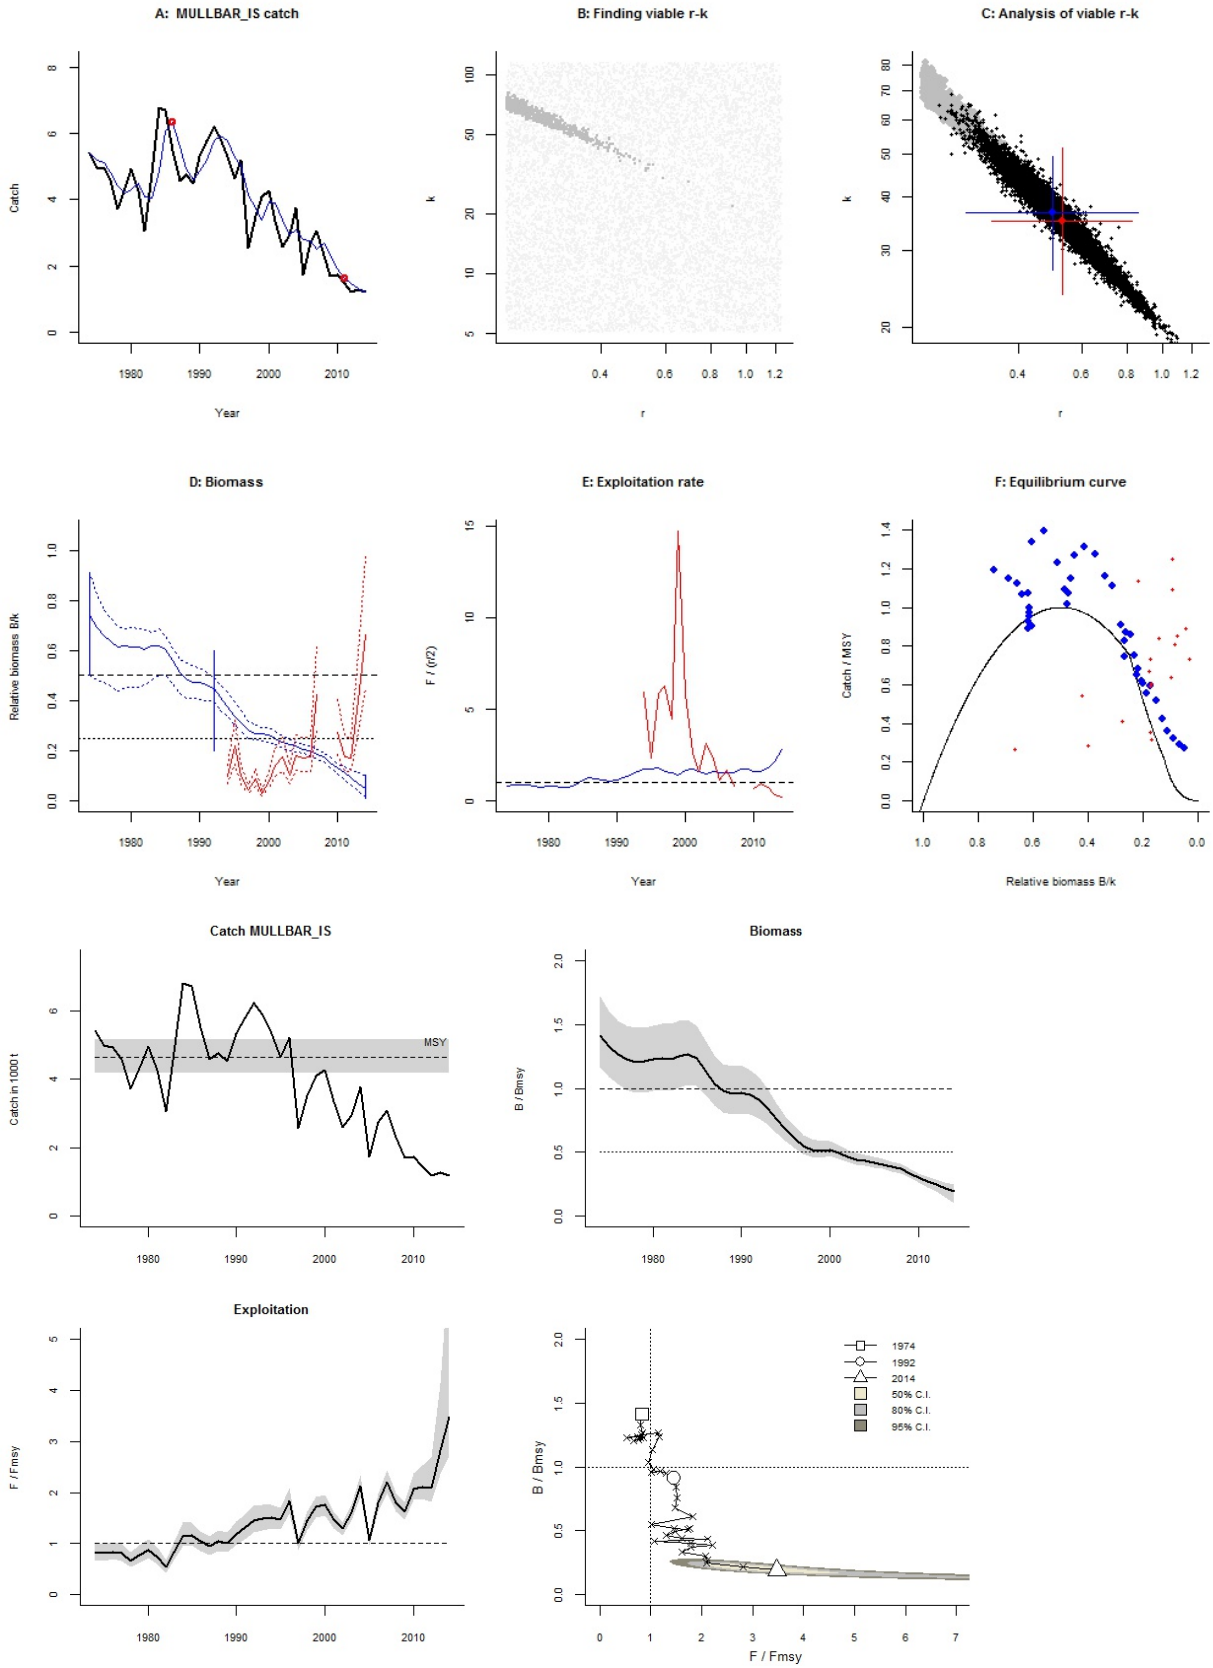 A: MULLBAR_IS catch
B: Finding viable r-k
C: Analysis of viable r-k
Catch
0 2 4 6 8
1980 1990 2000 2010
Year
k
5 10 20 50 100
0.4 0.6 0.8 1.0 1.2
r
k
20 30 40 50 60 70 80
0.4 0.6 0.8 1.0 1.2
r
D: Biomass
E: Exploitation rate
F: Equilibrium curve
Relative biomass B/k
0.0 0.2 0.4 0.6 0.8 1.0
1980 1990 2000 2010
Year
F / (r/2)
0 5 10 15
1980 1990 2000 2010
Year
Catch / MSY
0.0 0.2 0.4 0.6 0.8 1.0 1.2 1.4
1.0 0.8 0.6 0.4 0.2 0.0
Relative biomass B/k
Catch MULLBAR_IS
Biomass
Catch in 1000 t
0 2 4 6
MSY
1980 1990 2000 2010
B / Bmsy
0.0 0.5 1.0 1.5 2.0
1980 1990 2000 2010
Exploitation
F / Fmsy
0 1 2 3 4 5
1980 1990 2000 2010
B / Bmsy
0.0 0.5 1.0 1.5 2.0
1974
1992
2014
50% C.I.
80% C.I.
95% C.I.
0 1 2 3 4 5 6 7
F / Fmsy